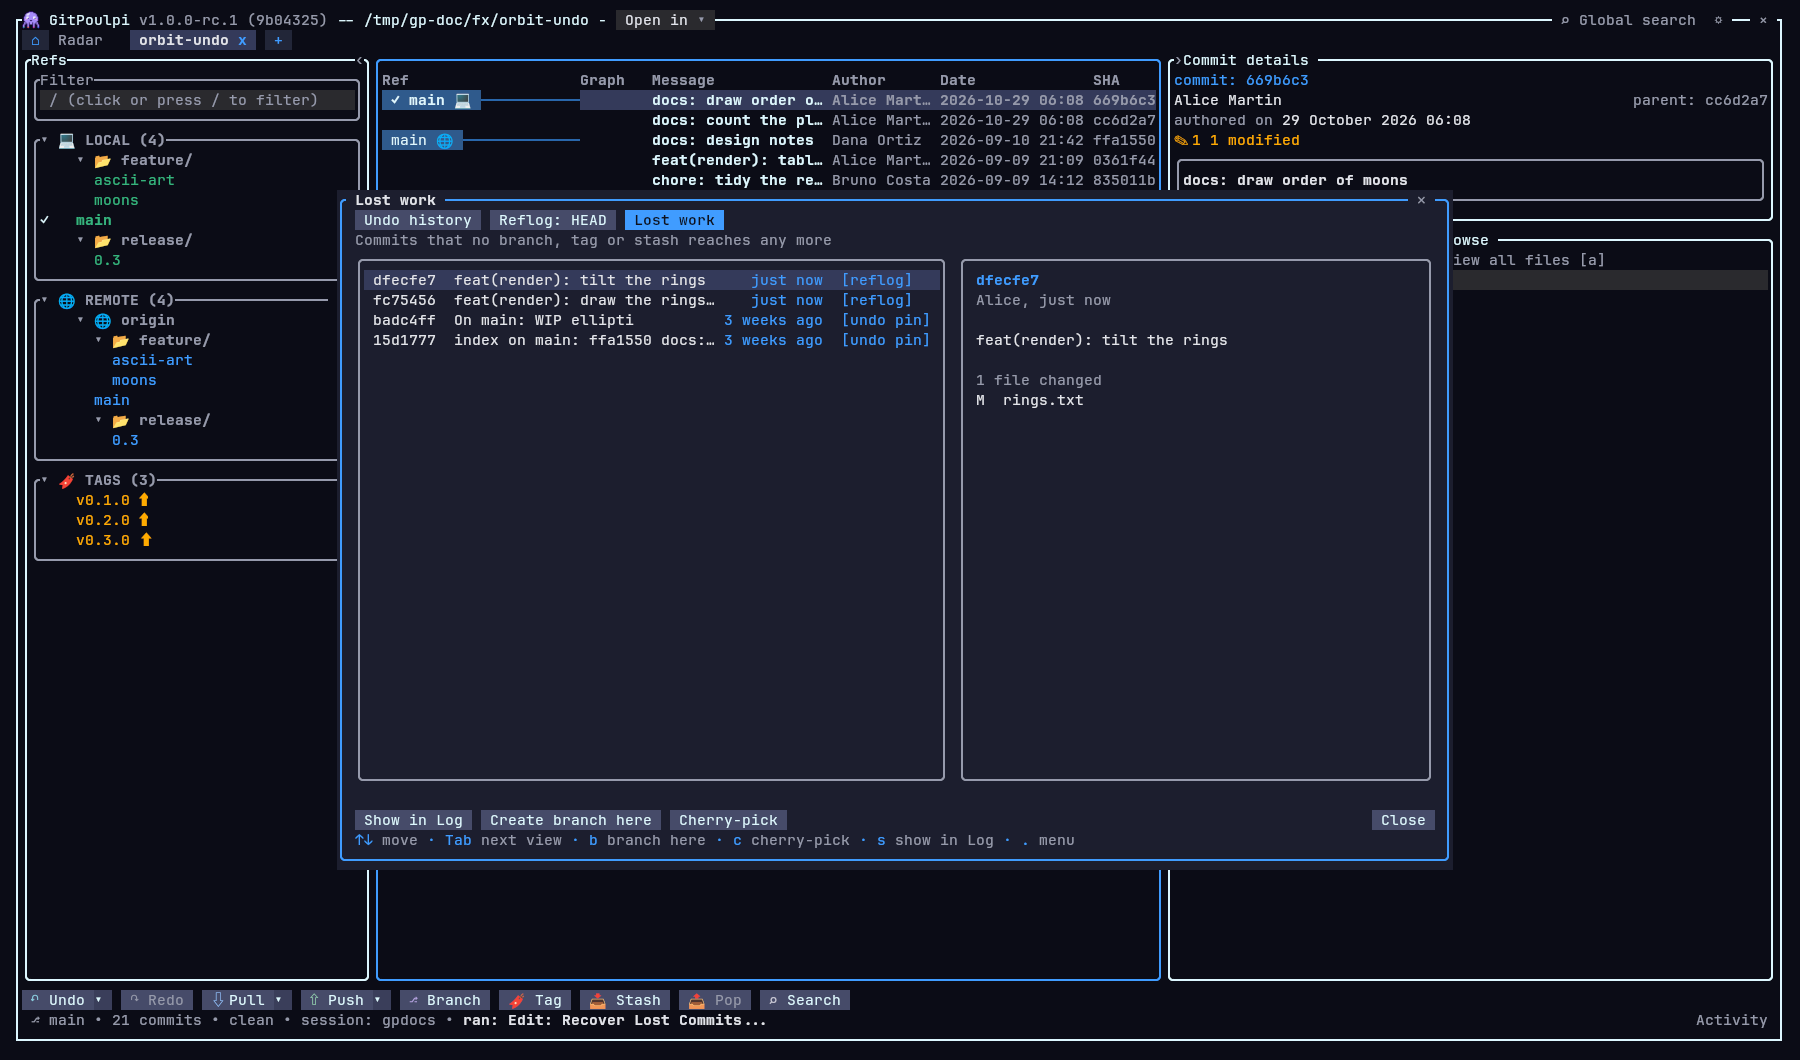 GitPoulpi v1.0.0-rc.1 (9b04325) —— /tmp/gp-doc/fx/orbit-undo - Open in ▾ ⌕ Global search ⚙ — ×
⌂ Radar orbit-undo x +
Refs ‹
Filter
/ (click or press / to filter)
▾ LOCAL (4)
▾ feature/
ascii-art
moons
✓ main
▾ release/
0.3
▾ REMOTE (4)
▾ origin
▾ feature/
ascii-art
moons
main
▾ release/
0.3
▾ TAGS (3)
v0.1.0 ⬆
v0.2.0 ⬆
v0.3.0 ⬆
Ref Graph Message Author Date SHA
✓ main docs: draw order o… Alice Mart… 2026-10-29 06:08 669b6c3
docs: count the pl… Alice Mart… 2026-10-29 06:08 cc6d2a7
main docs: design notes Dana Ortiz 2026-09-10 21:42 ffa1550
feat(render): tabl… Alice Mart… 2026-09-09 21:09 0361f44
chore: tidy the re… Bruno Costa 2026-09-09 14:12 835011b
›Commit details
commit: 669b6c3
Alice Martin parent: cc6d2a7
authored on 29 October 2026 06:08
✎1 1 modified
docs: draw order of moons
owse
iew all files [a]
Lost work ×
Undo history Reflog: HEAD Lost work
Commits that no branch, tag or stash reaches any more
dfecfe7 feat(render): tilt the rings just now [reflog]
fc75456 feat(render): draw the rings… just now [reflog]
badc4ff On main: WIP ellipti 3 weeks ago [undo pin]
15d1777 index on main: ffa1550 docs:… 3 weeks ago [undo pin]
dfecfe7
Alice, just now
feat(render): tilt the rings
1 file changed
M rings.txt
Show in Log Create branch here Cherry-pick Close
↑↓ move · Tab next view · b branch here · c cherry-pick · s show in Log · . menu
↶ Undo ▾ ↷ Redo ⇩ Pull ▾ ⇧ Push ▾ Branch Tag Stash Pop ⌕ Search
main • 21 commits • clean • session: gpdocs • ran: Edit: Recover Lost Commits... Activity